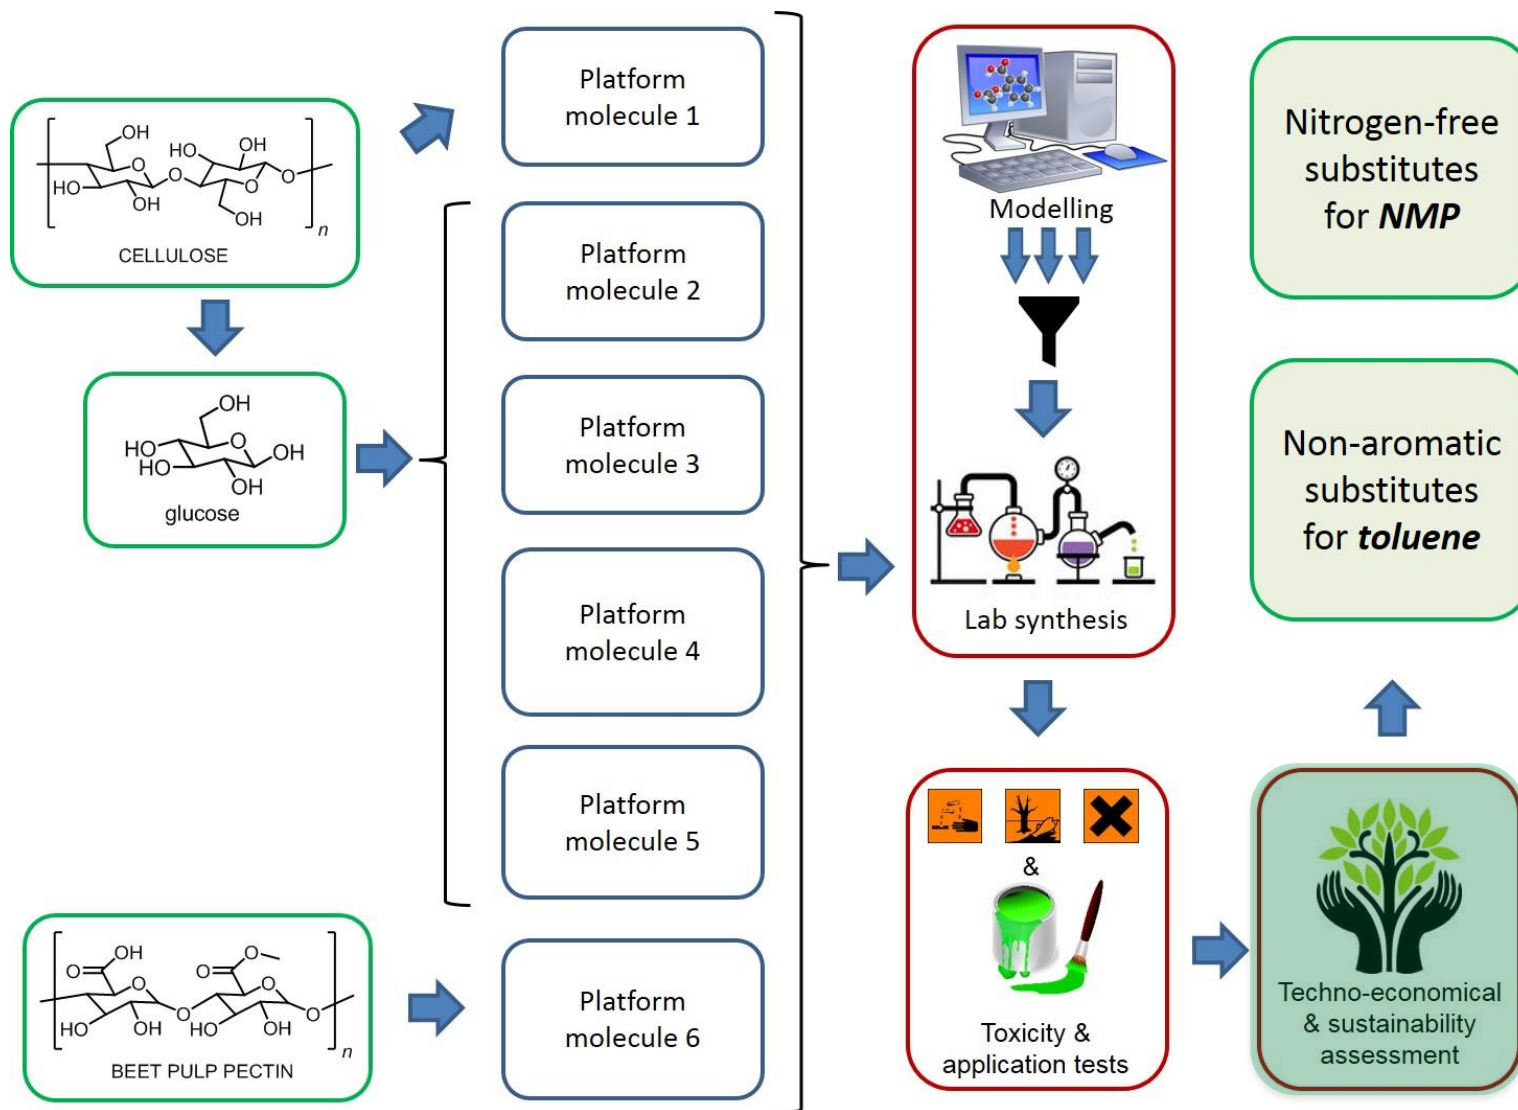 OH
O
HO
OH
O
OH
OH
O
O
OH
n
CELLULOSE
OH
HO
HO
O
OH
OH
glucose
OH
O
O
HO
OH
O
O
O
O
HO
OH
O
n
BEET PULP PECTIN
Platform
molecule 1
Platform
molecule 2
Platform
molecule 3
Platform
molecule 4
Platform
molecule 5
Platform
molecule 6
Modelling
Lab synthesis
&
Toxicity &
application tests
Techno-economical
& sustainability
assessment
Nitrogen-free
substitutes
for NMP
Non-aromatic
substitutes
for toluene